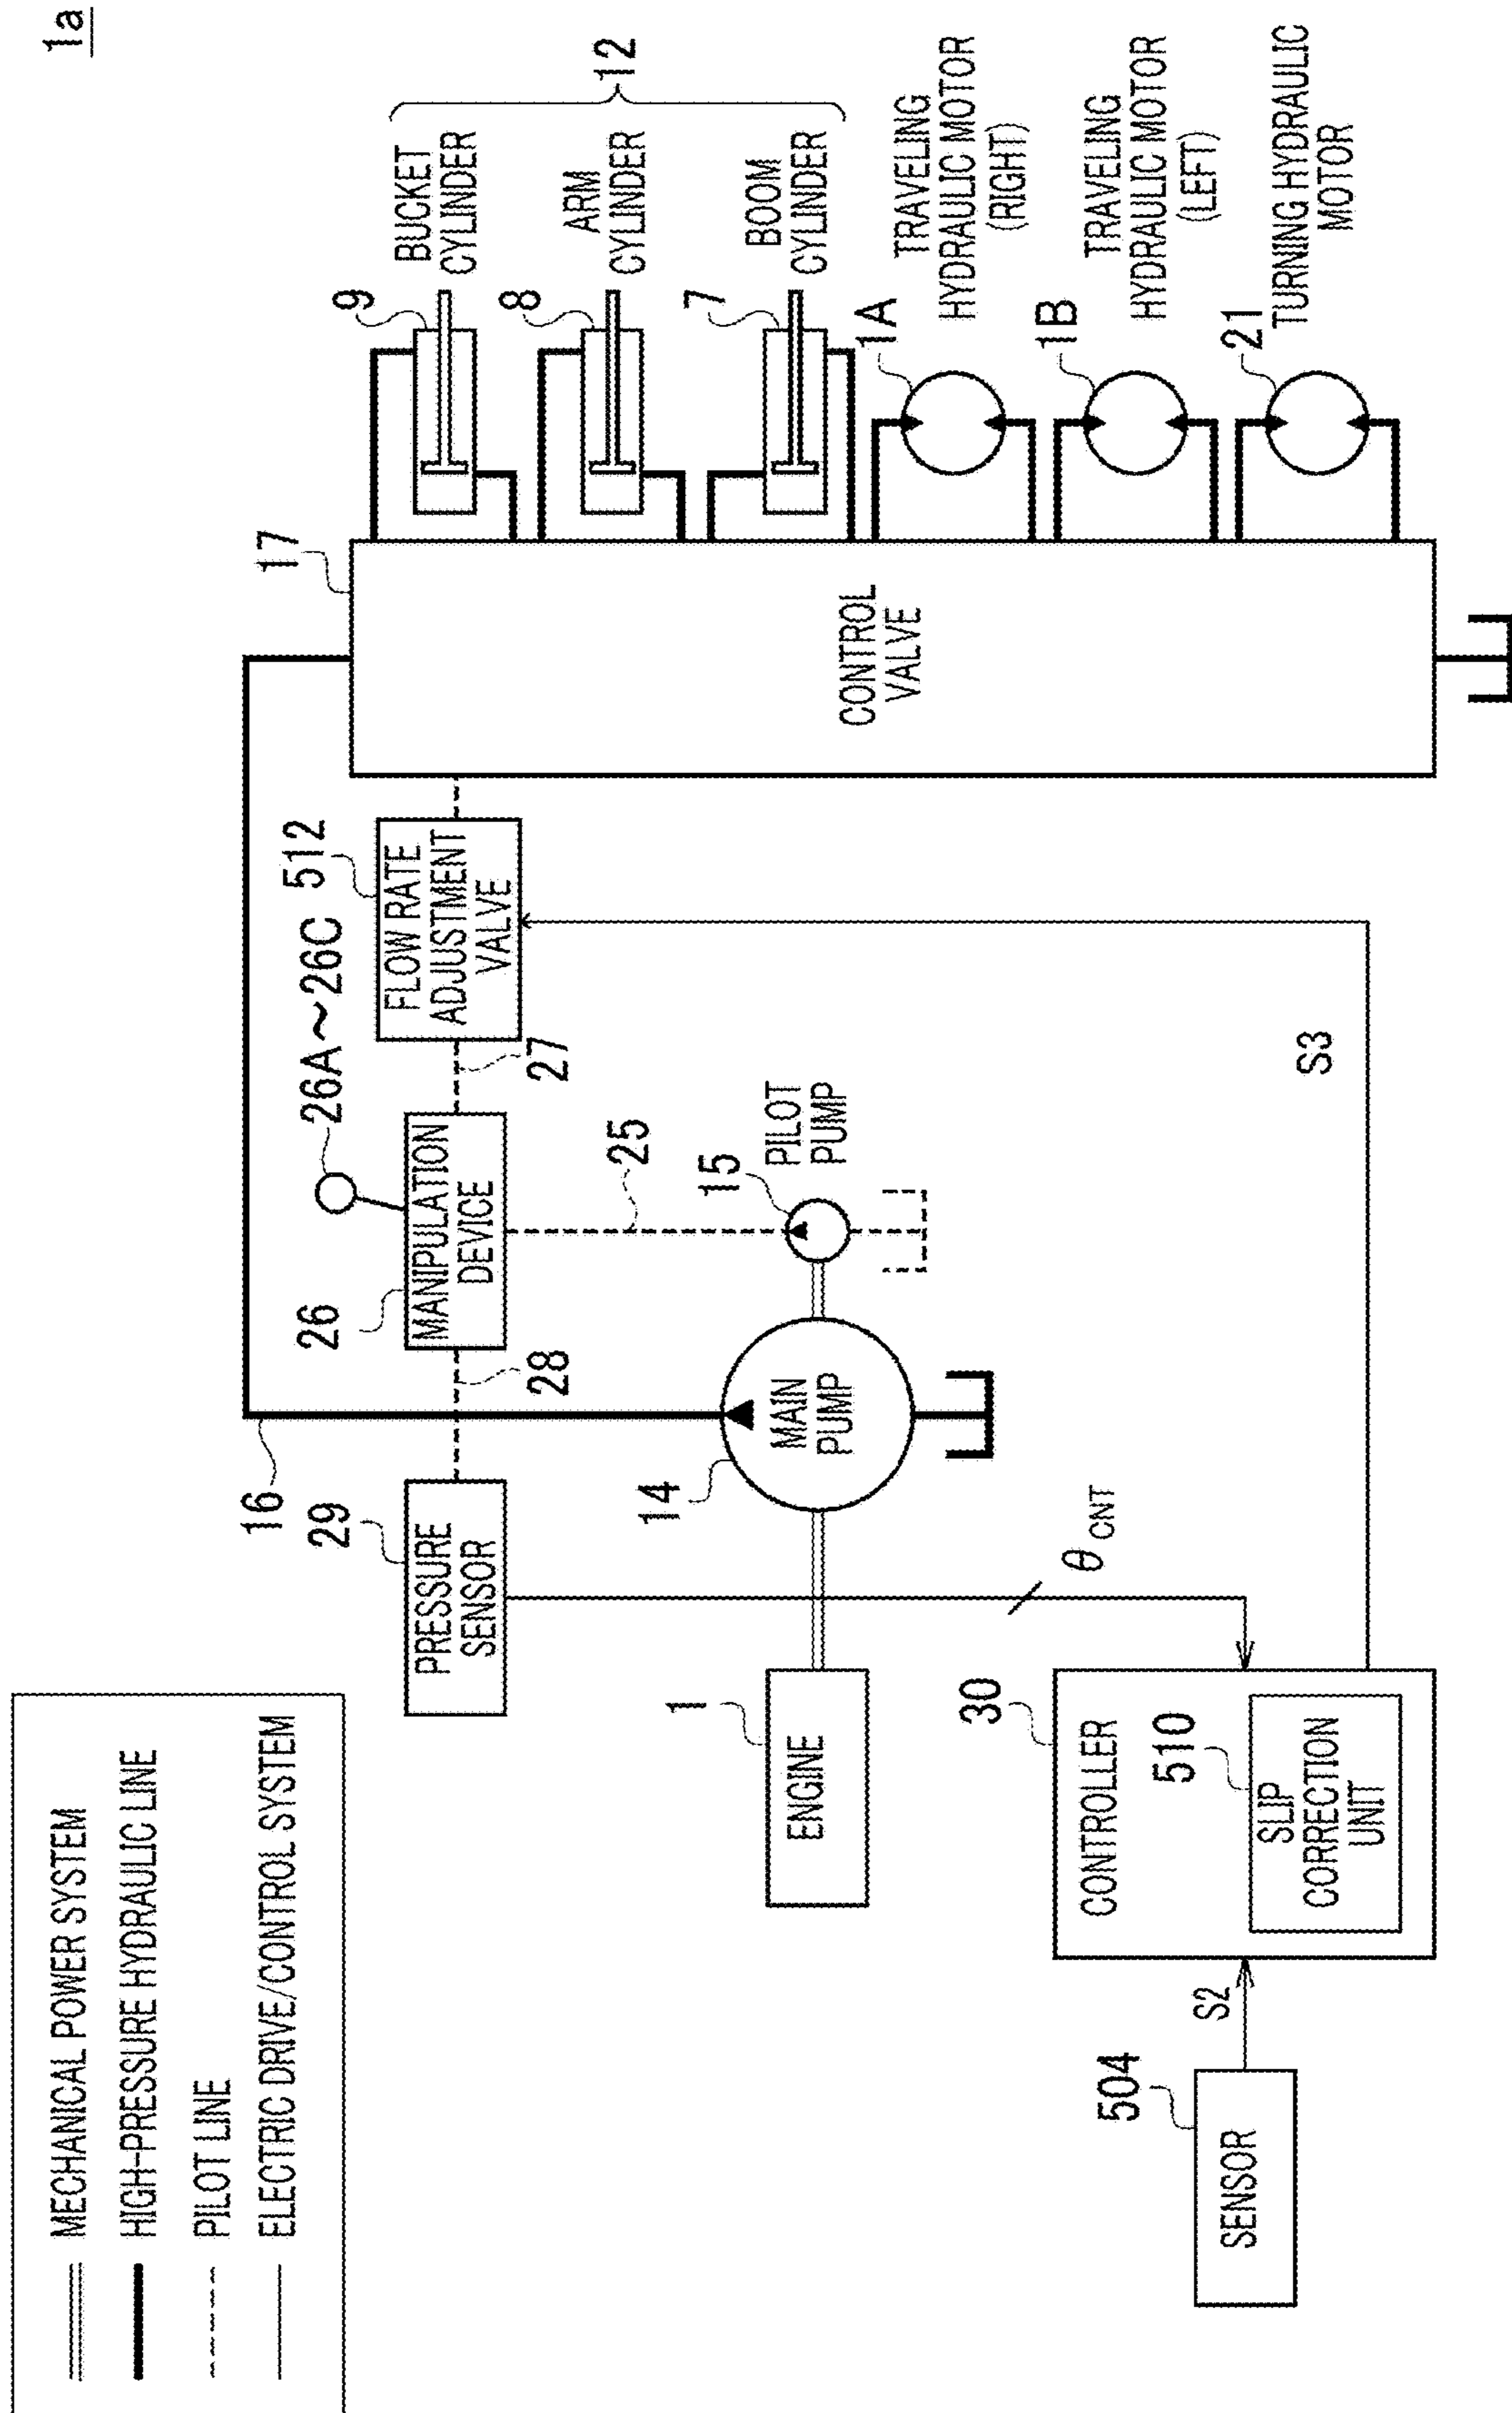 1a
MECHANICAL POWER SYSTEM
HIGH-PRESSURE HYDRAULIC LINE
PILOT LINE
ELECTRIC DRIVE/CONTROL SYSTEM
16
29
PRESSURE
SENSOR
28
26
MANIPULATION
DEVICE
26A~26C
27
512
FLOW RATE
ADJUSTMENT
VALVE
17
CONTROL
VALVE
9
BUCKET
CYLINDER
8
ARM
CYLINDER
12
7
BOOM
CYLINDER
1A
TRAVELING
HYDRAULIC MOTOR
(RIGHT)
1B
TRAVELING
HYDRAULIC MOTOR
(LEFT)
21
TURNING HYDRAULIC
MOTOR
25
15
PILOT
PUMP
14
MAIN
PUMP
1
ENGINE
θCNT
30
CONTROLLER
510
SLIP
CORRECTION
UNIT
S3
S2
504
SENSOR